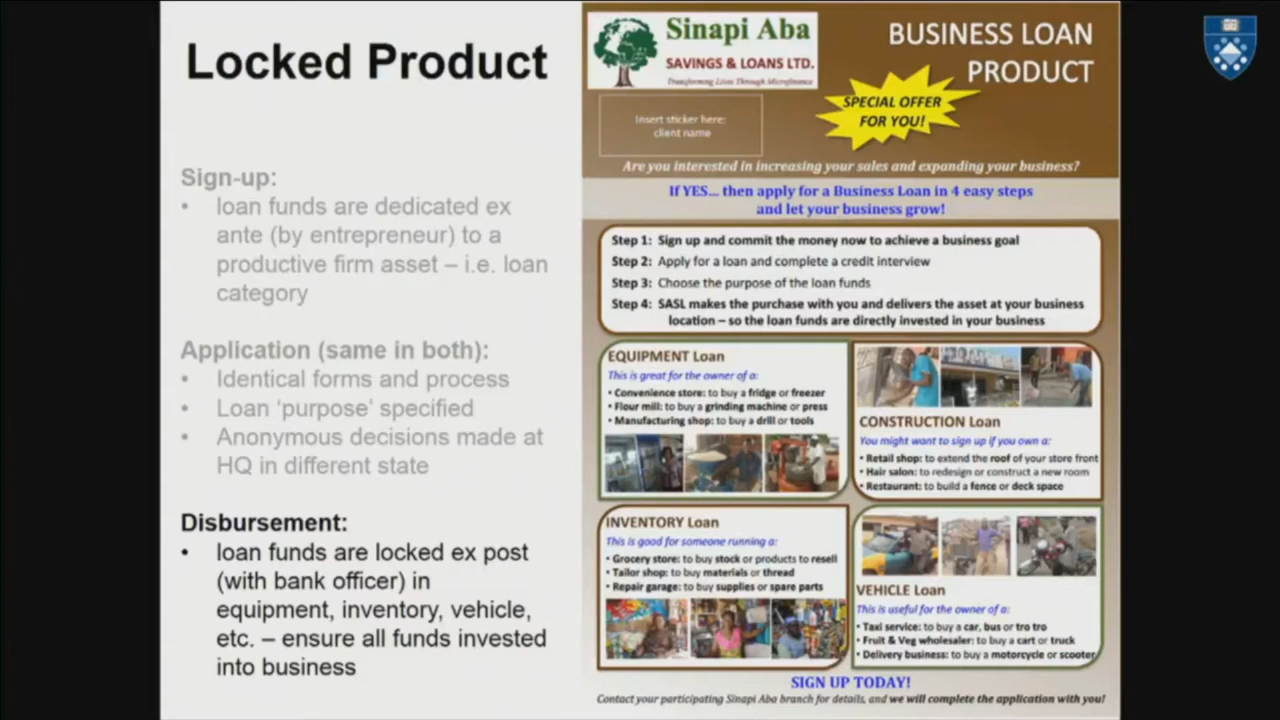 Locked Product
Sign-up:
• loan funds are dedicated ex
ante (by entrepreneur) to a
productive firm asset – i.e. loan
category
Application (same in both):
• Identical forms and process
• Loan ‘purpose’ specified
• Anonymous decisions made at
HQ in different state
Disbursement:
• loan funds are locked ex post
(with bank officer) in
equipment, inventory, vehicle,
etc. – ensure all funds invested
into business
Sinapi Aba
SAVINGS & LOANS LTD.
Transforming Lives Through Microfinance
BUSINESS LOAN
PRODUCT
SPECIAL OFFER
FOR YOU!
Insert sticker here:
client name
Are you interested in increasing your sales and expanding your business?
If YES... then apply for a Business Loan in 4 easy steps
and let your business grow!
Step 1: Sign up and commit the money now to achieve a business goal
Step 2: Apply for a loan and complete a credit interview
Step 3: Choose the purpose of the loan funds
Step 4: SASL makes the purchase with you and delivers the asset at your business
location – so the loan funds are directly invested in your business
EQUIPMENT Loan
This is great for the owner of a:
• Convenience store: to buy a fridge or freezer
• Flour mill: to buy a grinding machine or press
• Manufacturing shop: to buy a drill or tools
CONSTRUCTION Loan
You might want to sign up if you own a:
• Retail shop: to extend the roof of your store front
• Hair salon: to redesign or construct a new room
• Restaurant: to build a fence or deck space
INVENTORY Loan
This is good for someone running a:
• Grocery store: to buy stock or products to resell
• Tailor shop: to buy materials or thread
• Repair garage: to buy supplies or spare parts
VEHICLE Loan
This is useful for the owner of a:
• Taxi service: to buy a car, bus or tro tro
• Fruit & Veg wholesaler: to buy a cart or truck
• Delivery business: to buy a motorcycle or scooter
SIGN UP TODAY!
Contact your participating Sinapi Aba branch for details, and we will complete the application with you!